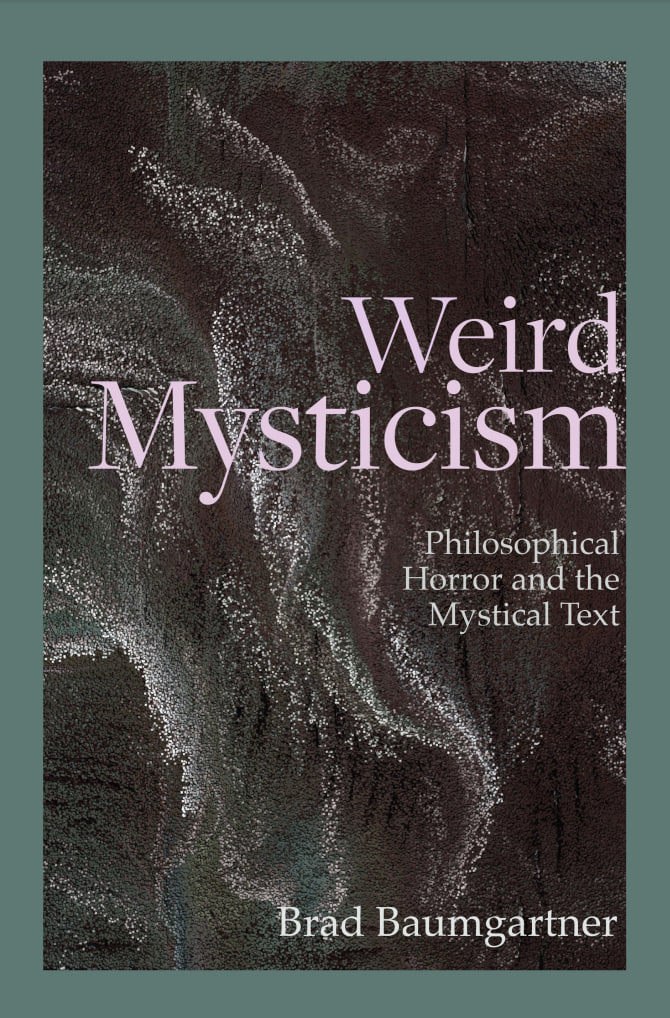 Weird
Mysticism
Philosophical
Horror and the
Mystical Text
Brad Baumgartner